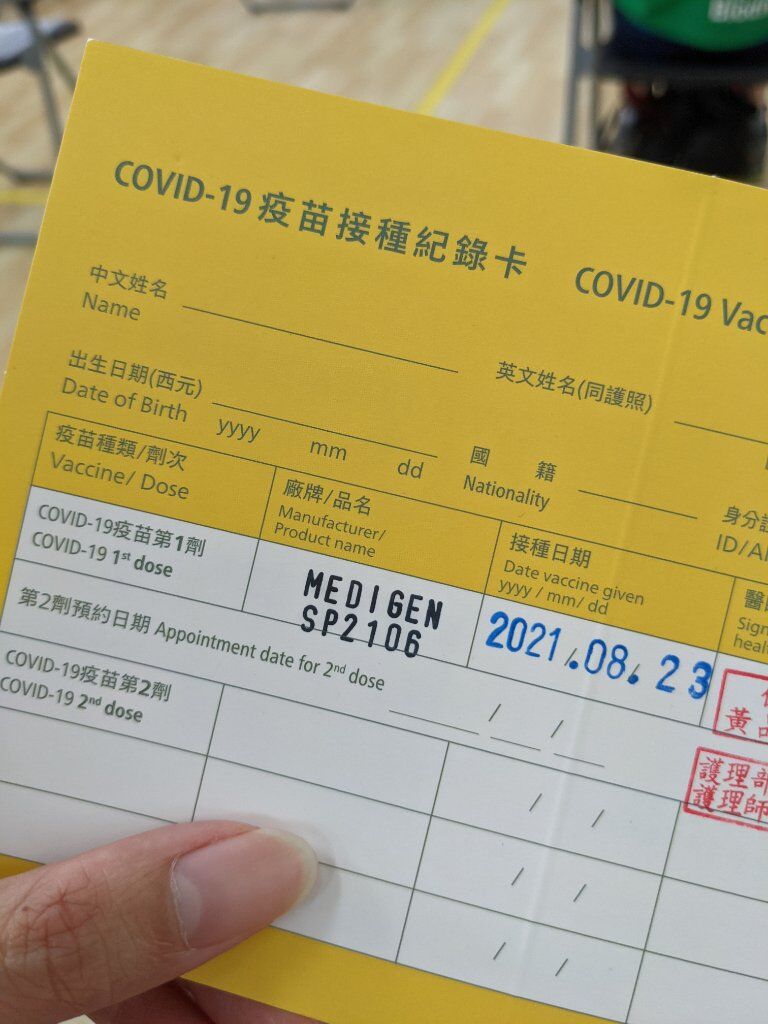 COVID-19 疫苗接種紀錄卡 COVID-19
中文姓名
Name
英文姓名(同護照)
出生日期(西元)
Date of Birth
yyyy mm dd
國籍
Nationality
ID/
疫苗種類/劑次
Vaccine/ Dose
廠牌/品名
Manufacturer/
Product name
接種日期
Date vaccine given
yyyy / mm/ dd
COVID-19疫苗第1劑
COVID-19 1st dose
MEDIGEN
SP2106
2021.08.23
黃
第2劑預約日期 Appointment date for 2nd dose / /
護理部
護理師
COVID-19疫苗第2劑
COVID-19 2nd dose
/ /
/ /
/ /